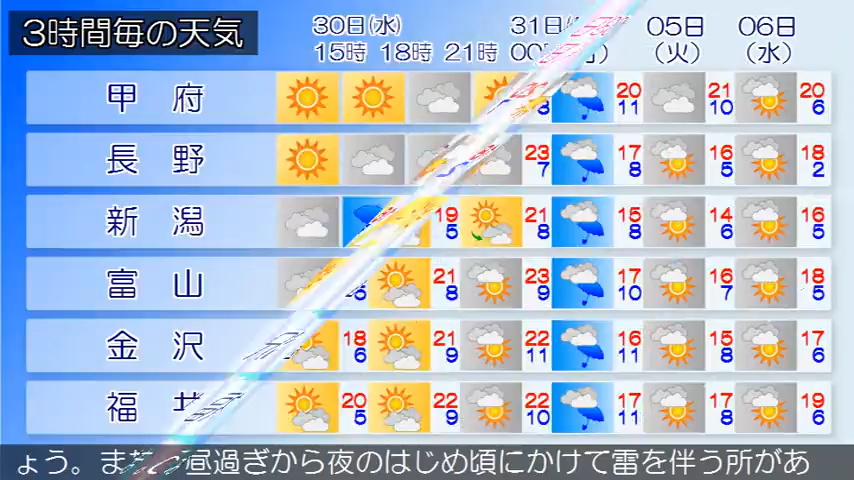 3時間毎の天気
30日(水) 31日 05日 06日
15時 18時 21時 (火) (水)
甲府 20 11 21 10 20 6
長野 23 7 17 8 16 5 18 2
新潟 19 5 21 8 15 8 14 6 16 5
富山 21 8 23 9 17 10 16 7 18 5
金沢 18 6 21 9 22 11 16 11 15 8 17 6
福 20 5 22 9 22 10 17 11 17 8 19 6
ょう。また、昼過ぎから夜のはじめ頃にかけて雷を伴う所があ